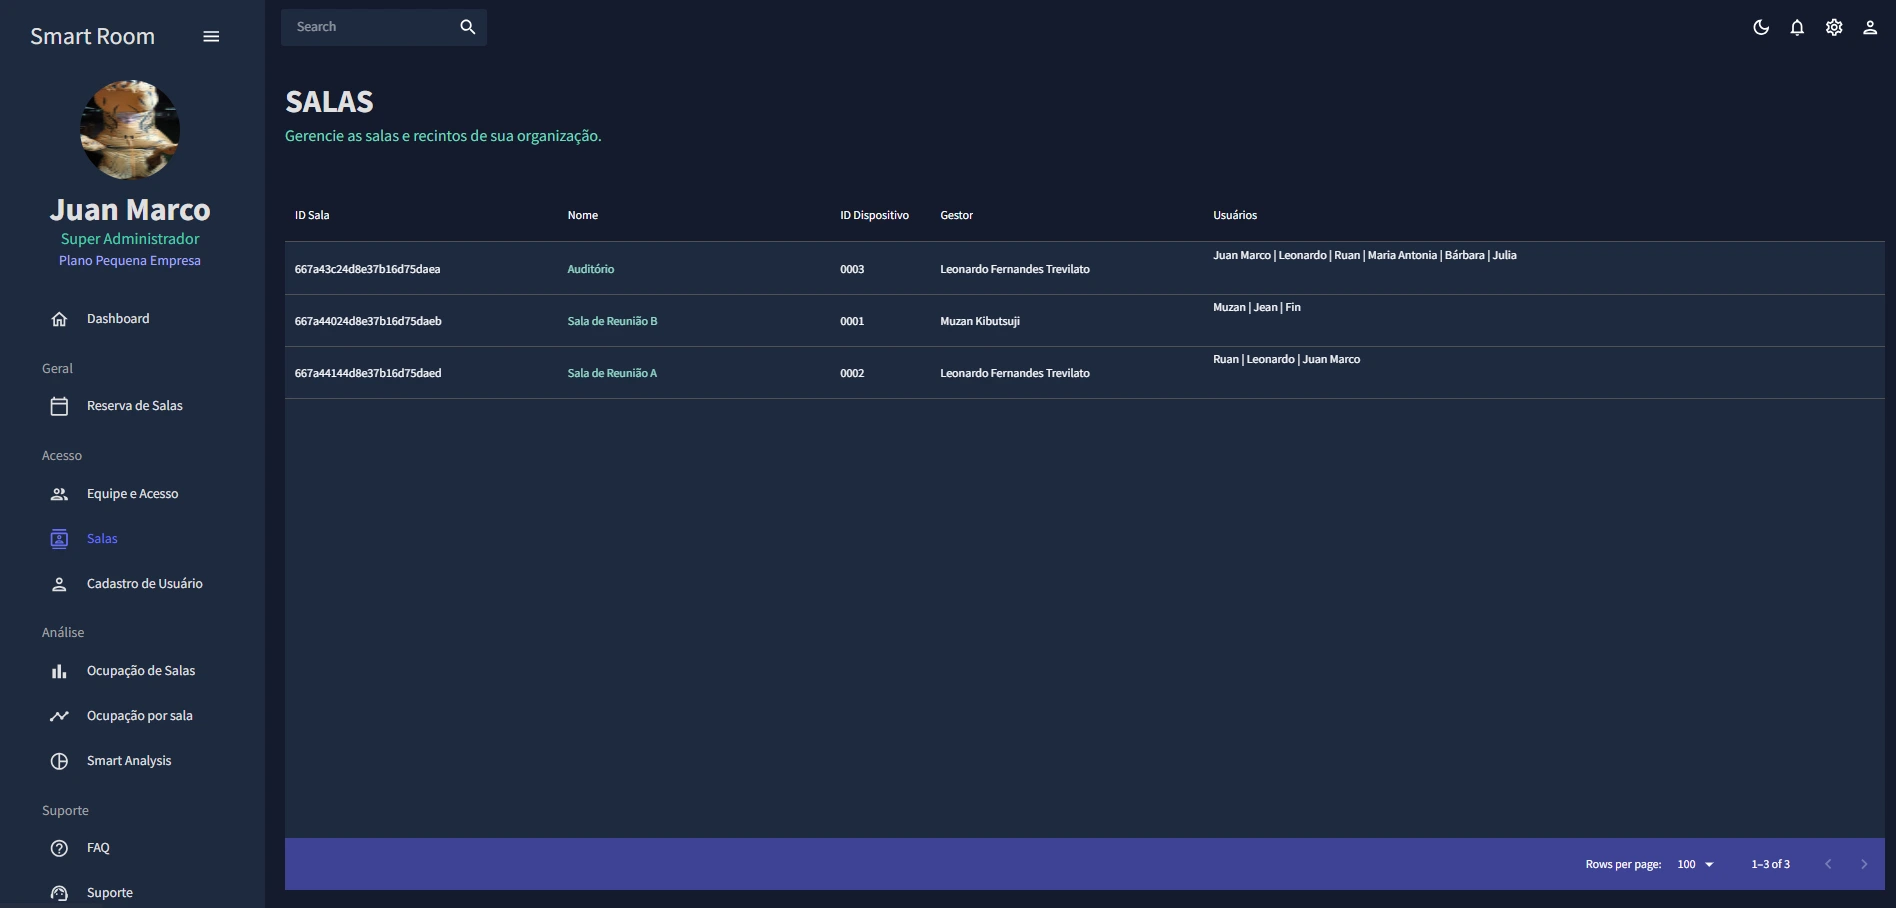 Smart Room
Search
Juan Marco
Super Administrador
Plano Pequena Empresa
Dashboard
Geral
Reserva de Salas
Acesso
Equipe e Acesso
Salas
Cadastro de Usuário
Análise
Ocupação de Salas
Ocupação por sala
Smart Analysis
Suporte
FAQ
Suporte
SALAS
Gerencie as salas e recintos de sua organização.
ID Sala Nome ID Dispositivo Gestor Usuários
667a43c24d8e37b16d75daea Auditório 0003 Leonardo Fernandes Trevilato Juan Marco | Leonardo | Ruan | Maria Antonia | Bárbara | Julia
667a44024d8e37b16d75daeb Sala de Reunião B 0001 Muzan Kibutsuji Muzan | Jean | Fin
667a44144d8e37b16d75daed Sala de Reunião A 0002 Leonardo Fernandes Trevilato Ruan | Leonardo | Juan Marco
Rows per page: 100 1–3 of 3